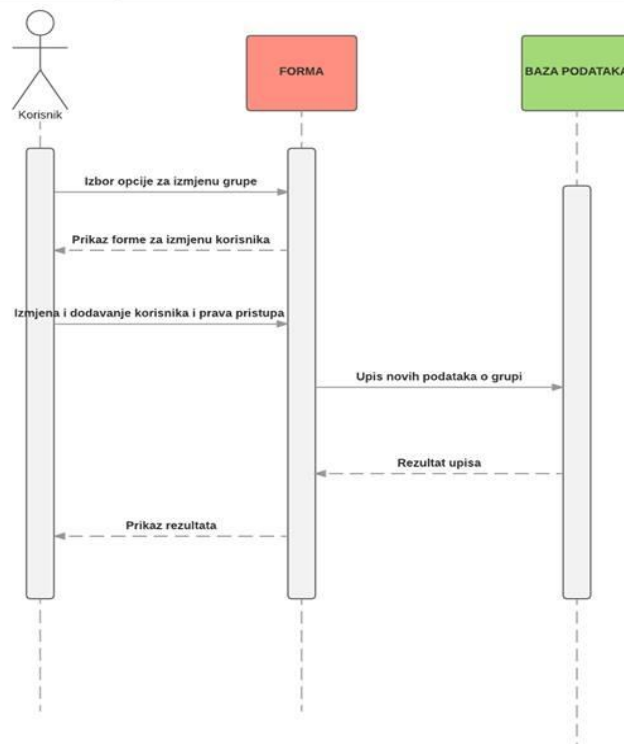 FORMA
BAZA PODATAKA
Korisnik
Izbor opcije za izmjenu grupe
Prikaz forme za izmjenu korisnika
Izmjena i dodavanje korisnika i prava pristupa
Upis novih podataka o grupi
Rezultat upisa
Prikaz rezultata